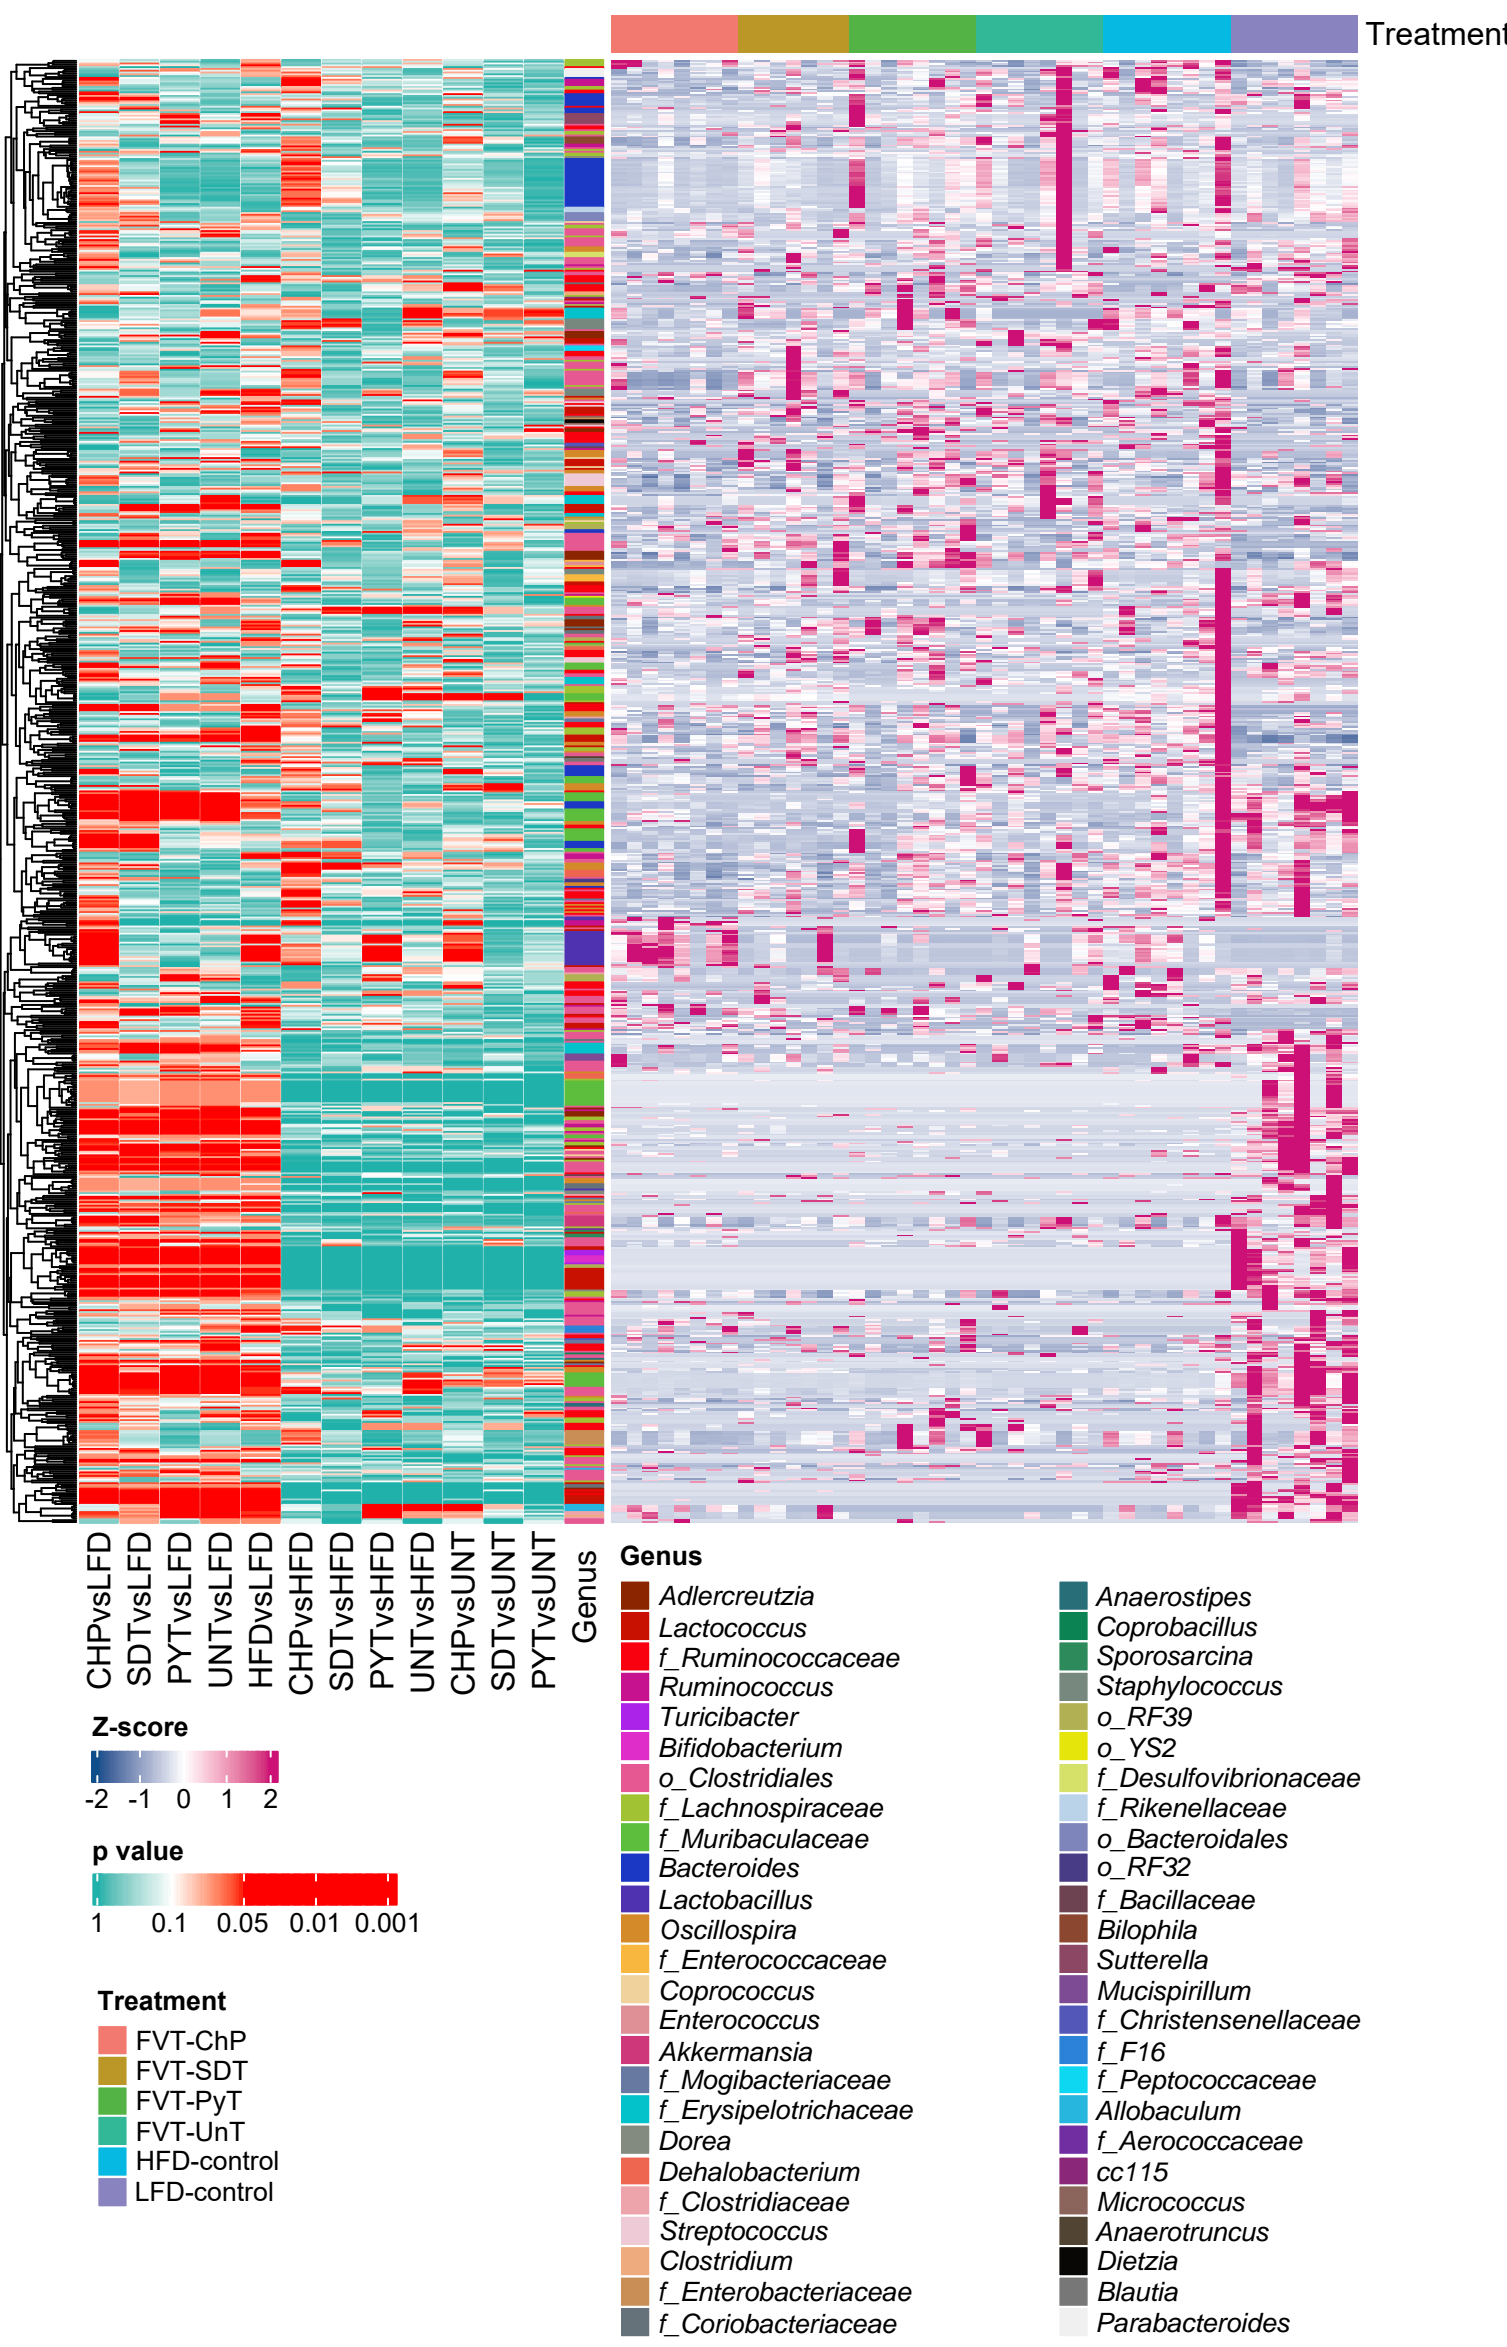 Treatment
CHPvsLFD
SDTvsLFD
PYTvsLFD
UNTvsLFD
HFDvsLFD
CHPvsHFD
SDTvsHFD
PYTvsHFD
UNTvsHFD
CHPvsUNT
SDTvsUNT
PYTvsUNT
Genus
Z-score
-2 -1 0 1 2
p value
1 0.1 0.05 0.01 0.001
Treatment
FVT-ChP
FVT-SDT
FVT-PyT
FVT-UnT
HFD-control
LFD-control
Genus
Adlercreutzia
Lactococcus
f_Ruminococcaceae
Ruminococcus
Turicibacter
Bifidobacterium
o_Clostridiales
f_Lachnospiraceae
f_Muribaculaceae
Bacteroides
Lactobacillus
Oscillospira
f_Enterococcaceae
Coprococcus
Enterococcus
Akkermansia
f_Mogibacteriaceae
f_Erysipelotrichaceae
Dorea
Dehalobacterium
f_Clostridiaceae
Streptococcus
Clostridium
f_Enterobacteriaceae
f_Coriobacteriaceae
Anaerostipes
Coprobacillus
Sporosarcina
Staphylococcus
o_RF39
o_YS2
f_Desulfovibrionaceae
f_Rikenellaceae
o_Bacteroidales
o_RF32
f_Bacillaceae
Bilophila
Sutterella
Mucispirillum
f_Christensenellaceae
f_F16
f_Peptococcaceae
Allobaculum
f_Aerococcaceae
cc115
Micrococcus
Anaerotruncus
Dietzia
Blautia
Parabacteroides